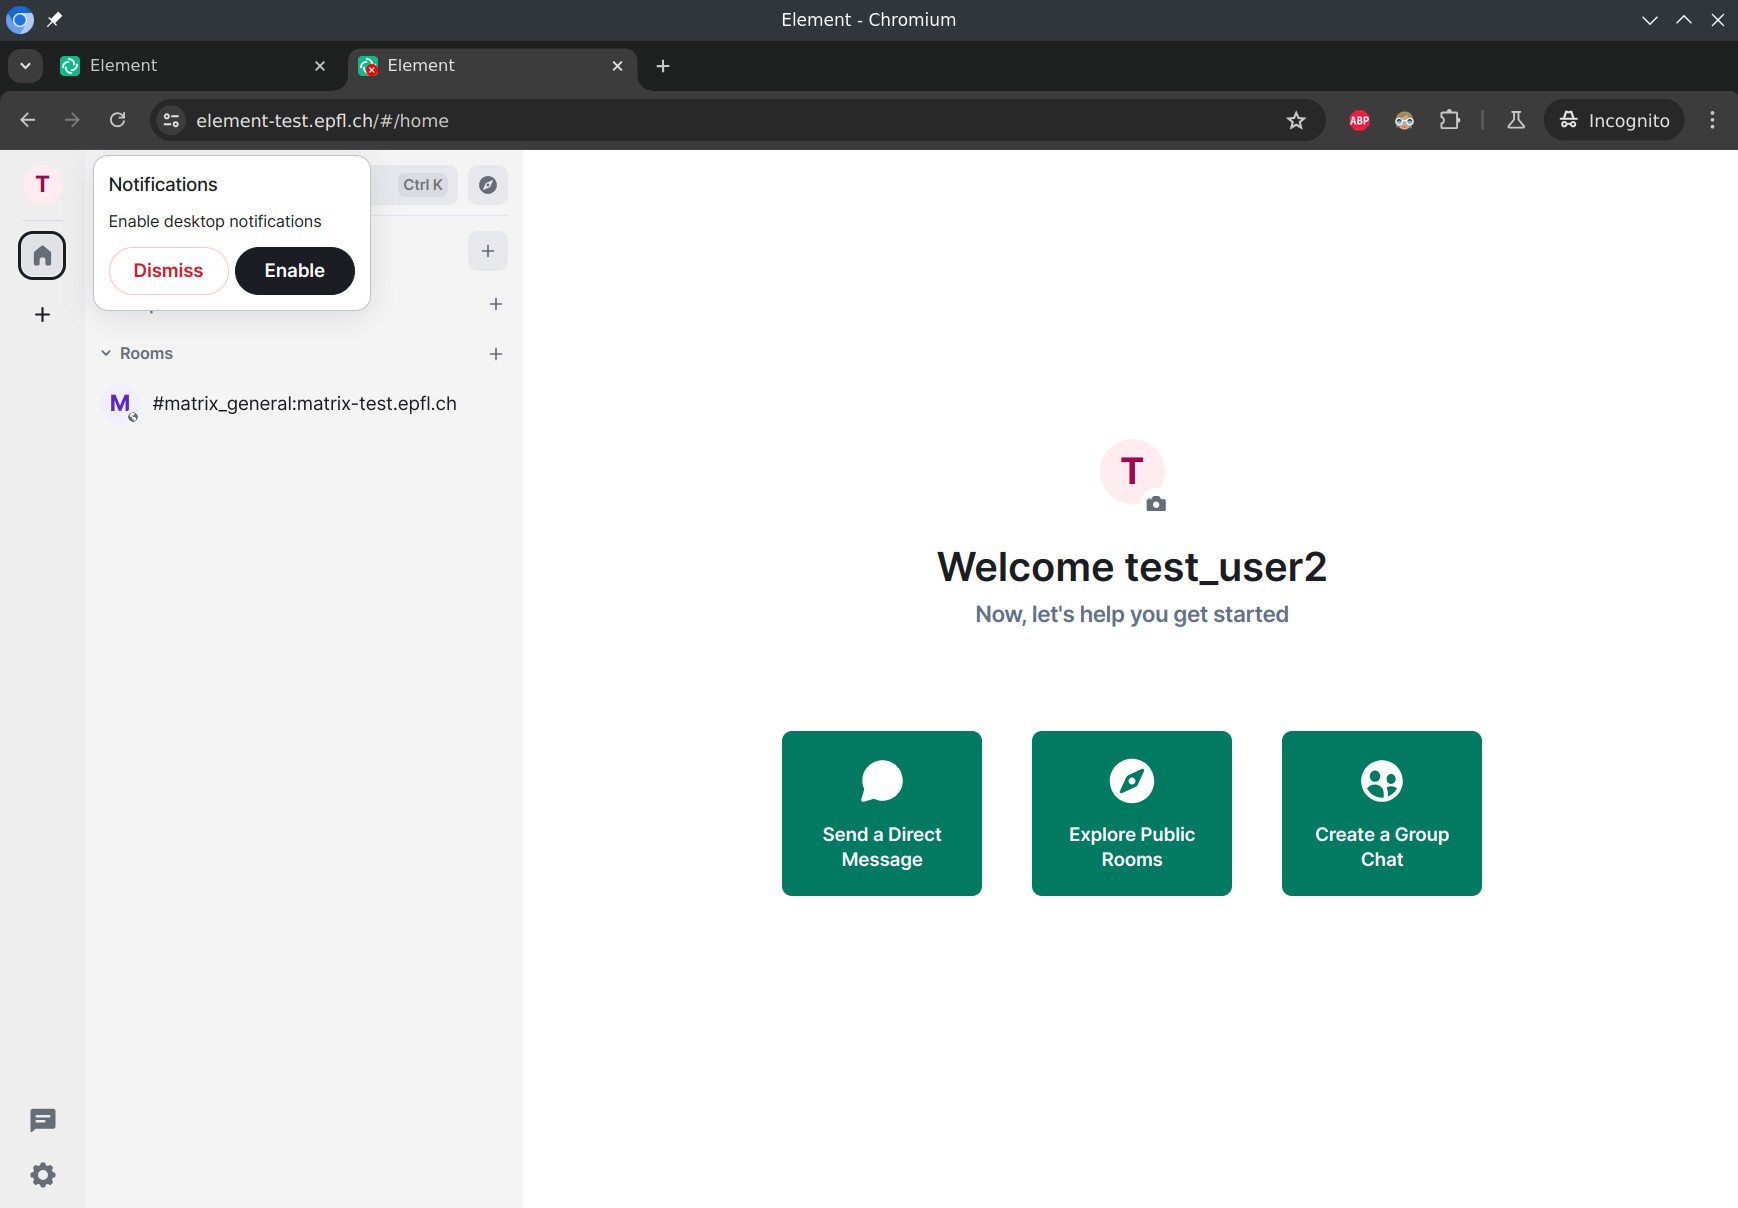 Element - Chromium
Element
Element
element-test.epfl.ch/#/home
ABP
Incognito
T
Notifications
Enable desktop notifications
Dismiss
Enable
Ctrl K
Rooms
M
#matrix_general:matrix-test.epfl.ch
T
Welcome test_user2
Now, let's help you get started
Send a Direct
Message
Explore Public
Rooms
Create a Group
Chat